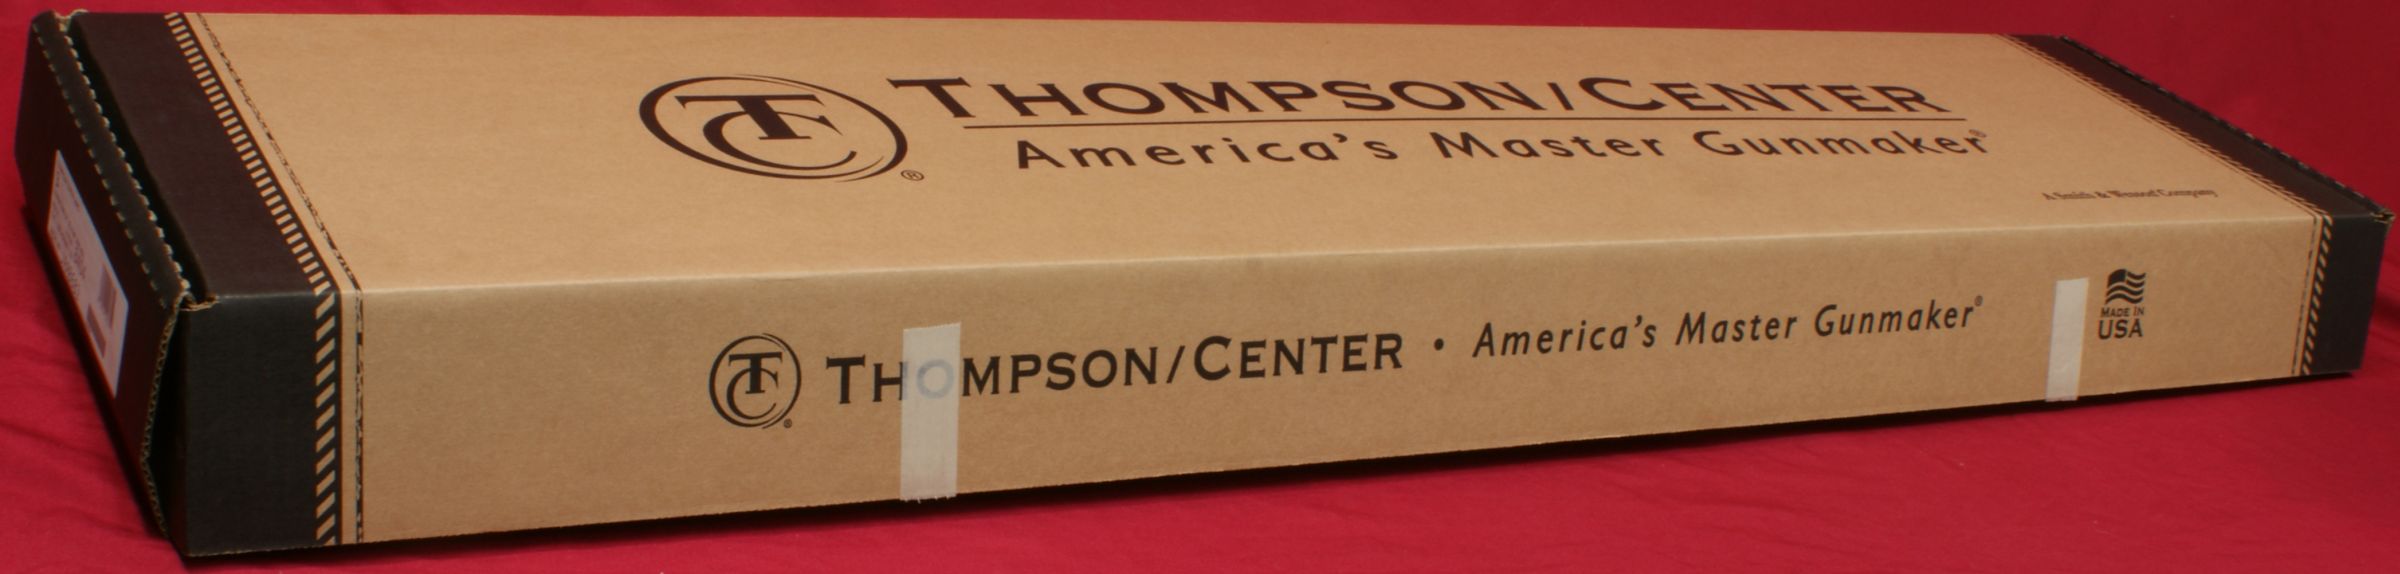 TC
®
THOMPSON/CENTER
America's Master Gunmaker®
A Smith & Wesson Company
TC
®
THOMPSON/CENTER • America's Master Gunmaker®
MADE IN
USA